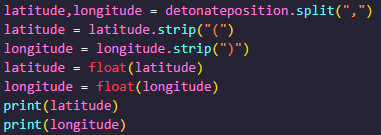 latitude,longitude = detonateposition.split(",")
latitude = latitude.strip("(")
longitude = longitude.strip(")")
latitude = float(latitude)
longitude = float(longitude)
print(latitude)
print(longitude)